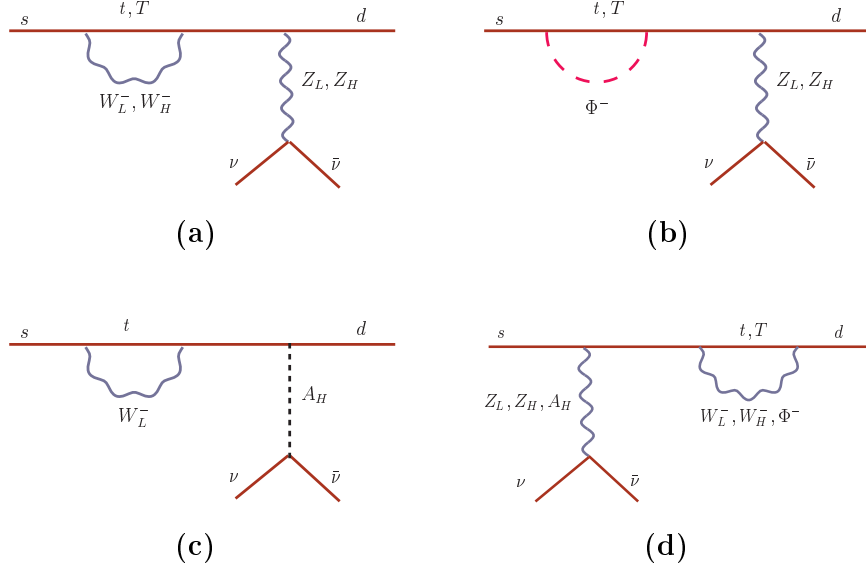 t, T
s
d
Z_L, Z_H
W_L^-, W_H^-
ν
ν̄
(a)
t, T
s
d
Z_L, Z_H
Φ^-
ν
ν̄
(b)
t
s
d
A_H
W_L^-
ν
ν̄
(c)
t, T
s
d
Z_L, Z_H, A_H
W_L^-, W_H^-, Φ^-
ν
ν̄
(d)